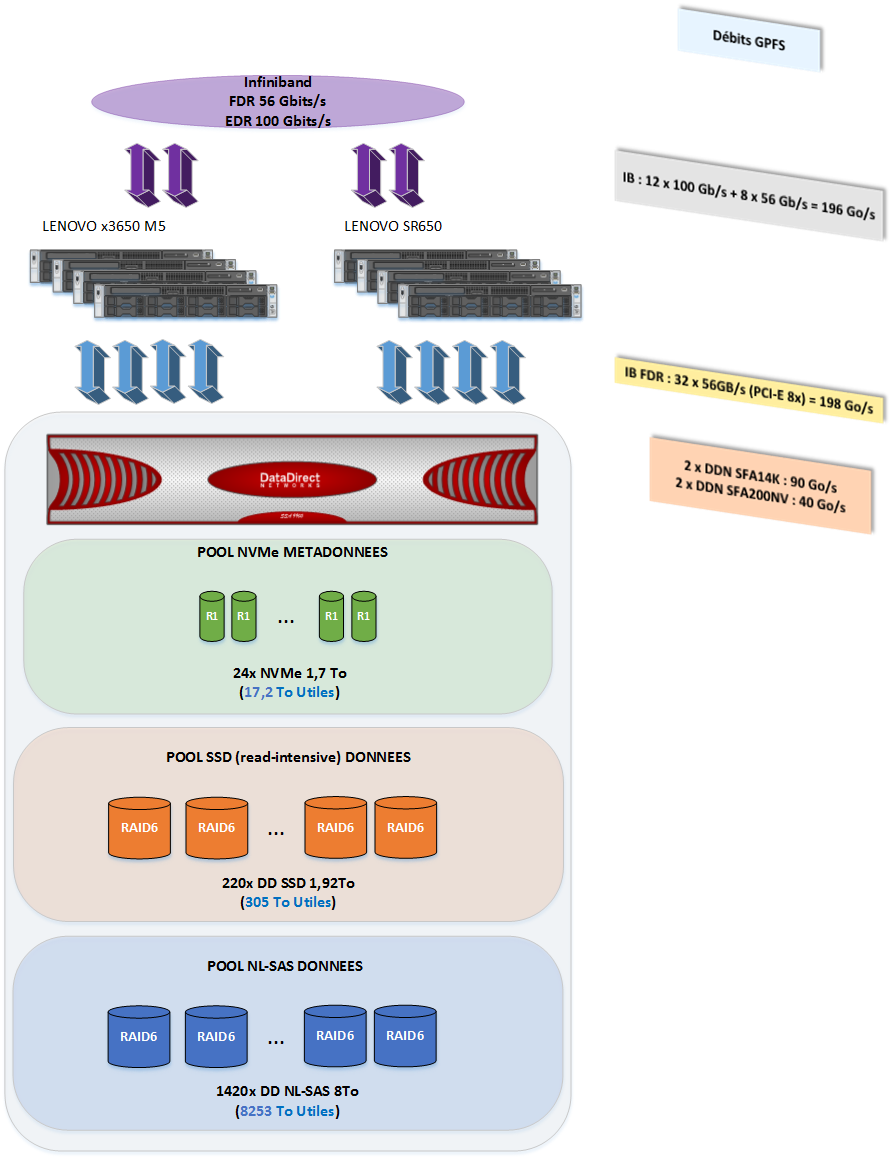 Débits GPFS
Infiniband
FDR 56 Gbits/s
EDR 100 Gbits/s
IB : 12 x 100 Gb/s + 8 x 56 Gb/s = 196 Go/s
LENOVO x3650 M5
LENOVO SR650
IB FDR : 32 x 56GB/s (PCI-E 8x) = 198 Go/s
DataDirect
NETWORKS
2 x DDN SFA14K : 90 Go/s
2 x DDN SFA200NV : 40 Go/s
POOL NVMe METADONNEES
R1 R1 ... R1 R1
24x NVMe 1,7 To
(17,2 To Utiles)
POOL SSD (read-intensive) DONNEES
RAID6 RAID6 ... RAID6 RAID6
220x DD SSD 1,92To
(305 To Utiles)
POOL NL-SAS DONNEES
RAID6 RAID6 ... RAID6 RAID6
1420x DD NL-SAS 8To
(8253 To Utiles)